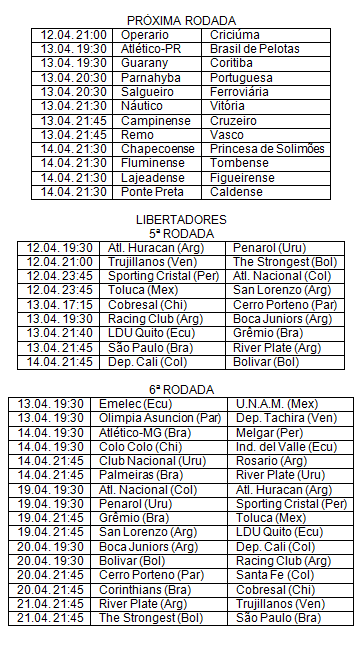 PRÓXIMA RODADA
12.04. 21:00 Operario Criciúma
13.04. 19:30 Atlético-PR Brasil de Pelotas
13.04. 19:30 Guarany Coritiba
13.04. 20:30 Parnahyba Portuguesa
13.04. 20:30 Salgueiro Ferroviária
13.04. 21:30 Náutico Vitória
13.04. 21:45 Campinense Cruzeiro
13.04. 21:45 Remo Vasco
14.04. 21:30 Chapecoense Princesa de Solimões
14.04. 21:30 Fluminense Tombense
14.04. 21:30 Lajeadense Figueirense
14.04. 21:30 Ponte Preta Caldense
LIBERTADORES
5ª RODADA
12.04. 19:30 Atl. Huracan (Arg) Penarol (Uru)
12.04. 21:00 Trujillanos (Ven) The Strongest (Bol)
12.04. 23:45 Sporting Cristal (Per) Atl. Nacional (Col)
12.04. 23:45 Toluca (Mex) San Lorenzo (Arg)
13.04. 17:15 Cobresal (Chi) Cerro Porteno (Par)
13.04. 19:30 Racing Club (Arg) Boca Juniors (Arg)
13.04. 21:40 LDU Quito (Ecu) Grêmio (Bra)
13.04. 21:45 São Paulo (Bra) River Plate (Arg)
14.04. 21:45 Dep. Cali (Col) Bolivar (Bol)
6ª RODADA
13.04. 19:30 Emelec (Ecu) U.N.A.M. (Mex)
13.04. 19:30 Olimpia Asuncion (Par) Dep. Tachira (Ven)
14.04. 19:30 Atlético-MG (Bra) Melgar (Per)
14.04. 19:30 Colo Colo (Chi) Ind. del Valle (Ecu)
14.04. 21:45 Club Nacional (Uru) Rosario (Arg)
14.04. 21:45 Palmeiras (Bra) River Plate (Uru)
19.04. 19:30 Atl. Nacional (Col) Atl. Huracan (Arg)
19.04. 19:30 Penarol (Uru) Sporting Cristal (Per)
19.04. 21:45 Grêmio (Bra) Toluca (Mex)
19.04. 21:45 San Lorenzo (Arg) LDU Quito (Ecu)
20.04. 19:30 Boca Juniors (Arg) Dep. Cali (Col)
20.04. 19:30 Bolivar (Bol) Racing Club (Arg)
20.04. 21:45 Cerro Porteno (Par) Santa Fe (Col)
20.04. 21:45 Corinthians (Bra) Cobresal (Chi)
21.04. 21:45 River Plate (Arg) Trujillanos (Ven)
21.04. 21:45 The Strongest (Bol) São Paulo (Bra)